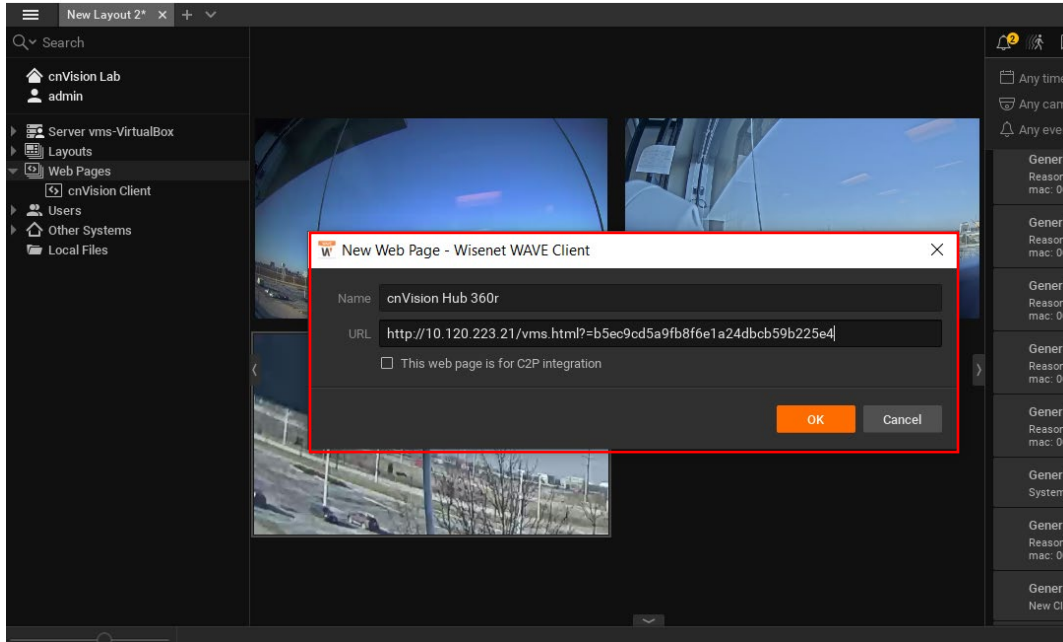 New Layout 2*
Search
cnVision Lab
admin
Server vms-VirtualBox
Layouts
Web Pages
cnVision Client
Users
Other Systems
Local Files
W New Web Page - Wisenet WAVE Client
Name cnVision Hub 360r
URL http://10.120.223.21/vms.html?=b5ec9cd5a9fb8f6e1a24dbcb59b225e4
This web page is for C2P integration
OK Cancel
2
Any time
Any cam
Any eve
Gener
Reason
mac: 0
Gener
Reason
mac: 0
Gener
Reason
mac: 0
Gener
Reason
mac: 0
Gener
Reason
mac: 0
Gener
System
Gener
Reason
mac: 0
Gener
New Cl